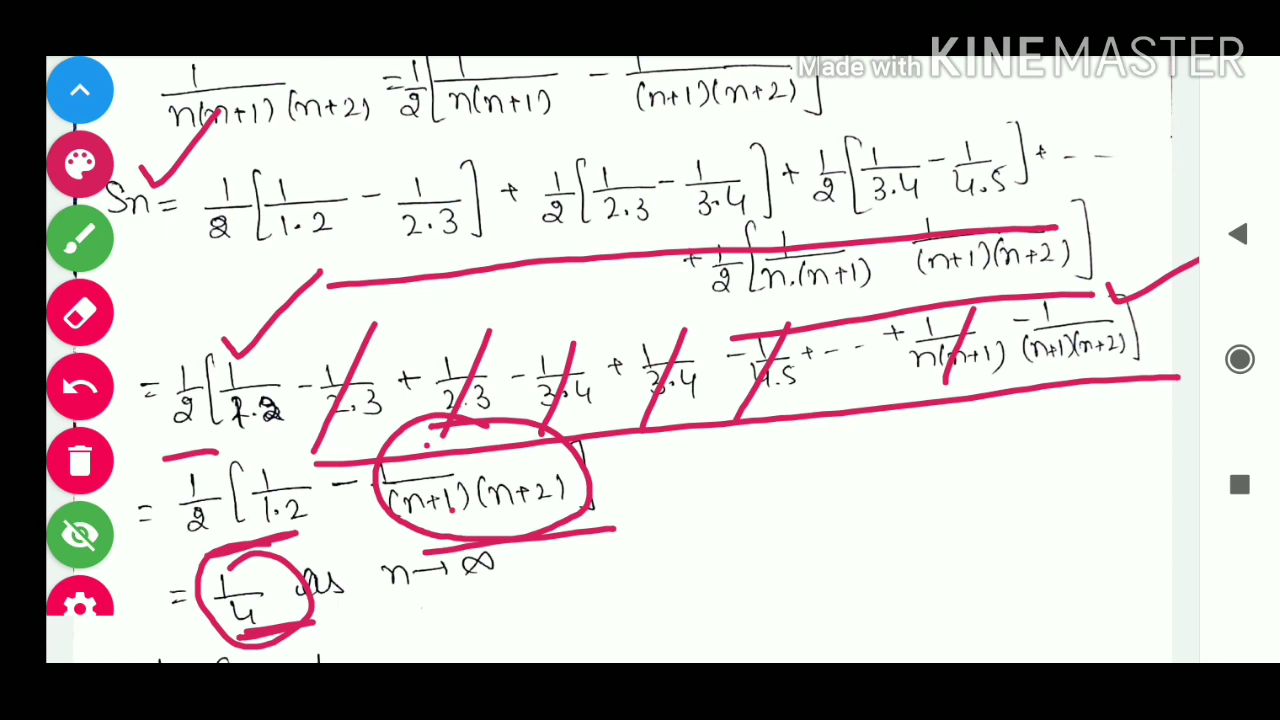 Made with KINEMASTER
1/(n(n+1)(n+2)) = 1/2 [1/(n(n+1)) - 1/((n+1)(n+2))]
Sn = 1/2 [1/1.2 - 1/2.3] + 1/2 [1/2.3 - 1/3.4] + 1/2 [1/3.4 - 1/4.5] + ---
+ 1/2 [1/(n.(n+1)) 1/((n+1)(n+2))]
= 1/2 [1/1.2 - 1/2.3 + 1/2.3 - 1/3.4 + 1/3.4 - 1/4.5 + --- + 1/(n(n+1)) - 1/((n+1)(n+2))]
= 1/2 [1/1.2 - 1/((n+1)(n+2))]
= 1/4 as n → ∞